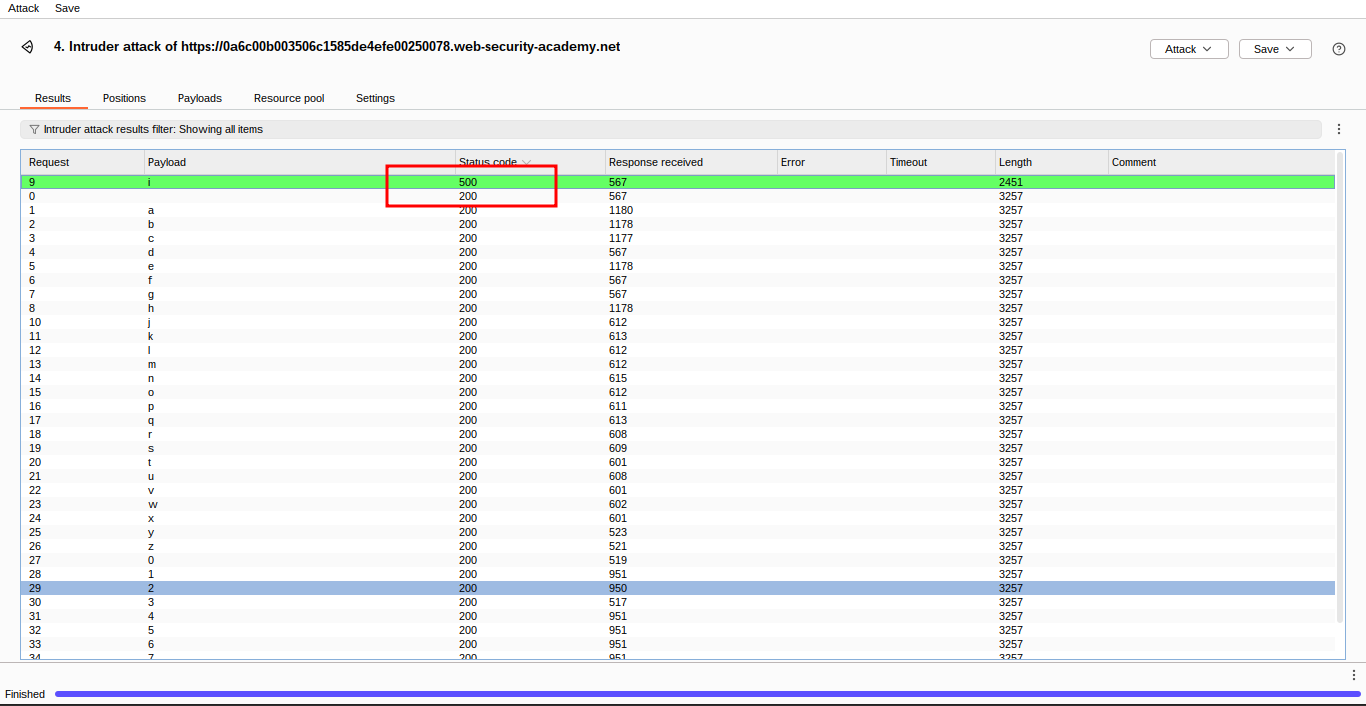 Attack Save
4. Intruder attack of https://0a6c00b003506c1585de4efe00250078.web-security-academy.net
Attack Save
Results Positions Payloads Resource pool Settings
Intruder attack results filter: Showing all items
Request Payload Status code Response received Error Timeout Length Comment
9 i 500 567 2451
0 200 567 3257
1 a 200 1180 3257
2 b 200 1178 3257
3 c 200 1177 3257
4 d 200 567 3257
5 e 200 1178 3257
6 f 200 567 3257
7 g 200 567 3257
8 h 200 1178 3257
10 j 200 612 3257
11 k 200 613 3257
12 l 200 612 3257
13 m 200 612 3257
14 n 200 615 3257
15 o 200 612 3257
16 p 200 611 3257
17 q 200 613 3257
18 r 200 608 3257
19 s 200 609 3257
20 t 200 601 3257
21 u 200 608 3257
22 v 200 601 3257
23 w 200 602 3257
24 x 200 601 3257
25 y 200 523 3257
26 z 200 521 3257
27 0 200 519 3257
28 1 200 951 3257
29 2 200 950 3257
30 3 200 517 3257
31 4 200 951 3257
32 5 200 951 3257
33 6 200 951 3257
34 7 200 951 3257
Finished